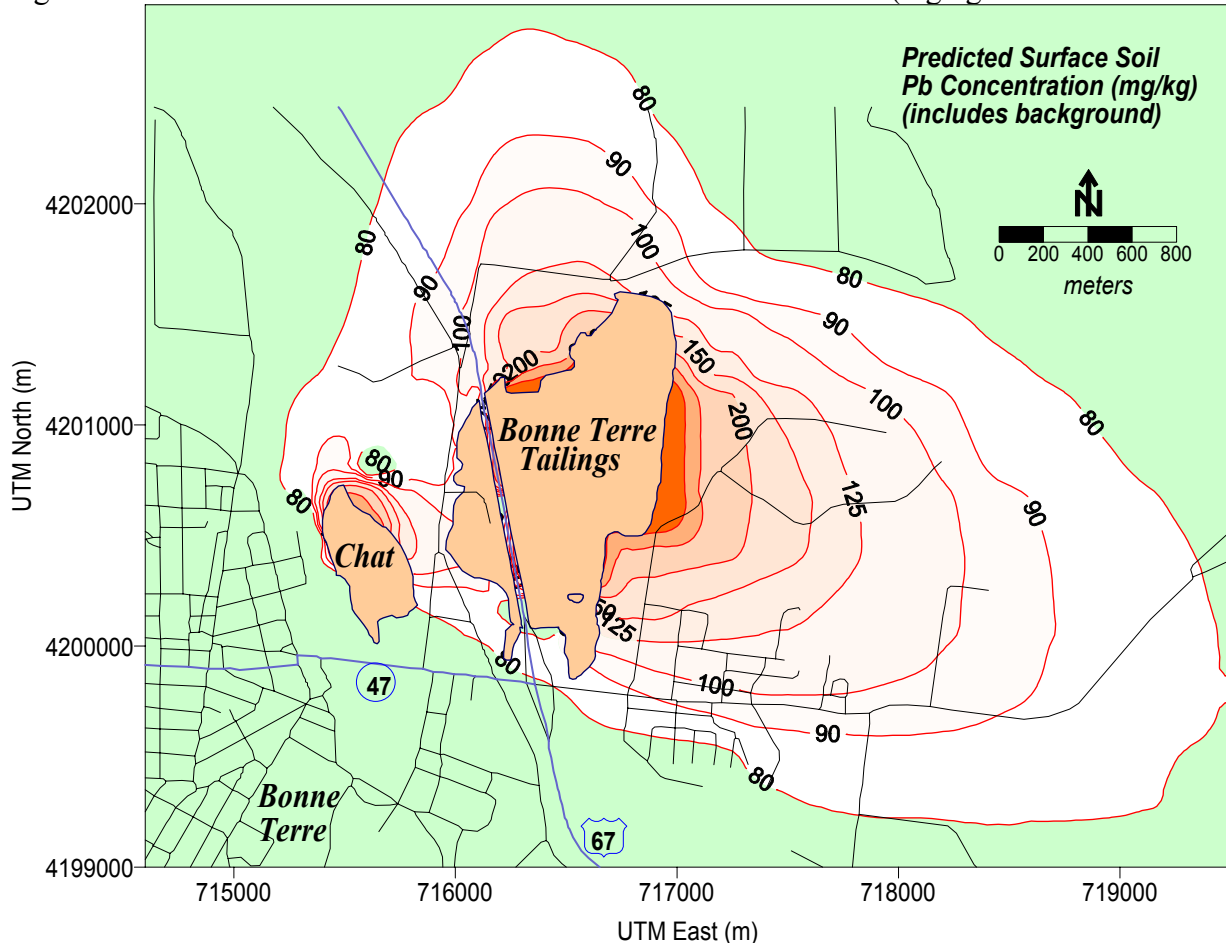 Predicted Surface Soil
Pb Concentration (mg/kg)
(includes background)
N
0 200 400 600 800
meters
80
90
100
80
90
100
80
90
100
150
200
200
125
80
90
80
90
80
Bonne Terre
Tailings
Chat
125
80
100
90
80
47
67
Bonne
Terre
4202000
4201000
4200000
4199000
UTM North (m)
715000 716000 717000 718000 719000
UTM East (m)